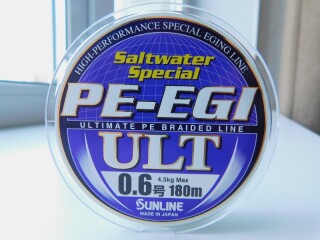 HIGH-PERFORMANCE SPECIAL EGING LINE
Saltwater
Special
PE-EGI
ULTIMATE PE BRAIDED LINE
ULT
4.5kg Max
0.6号 180m
SUNLINE
MADE IN JAPAN